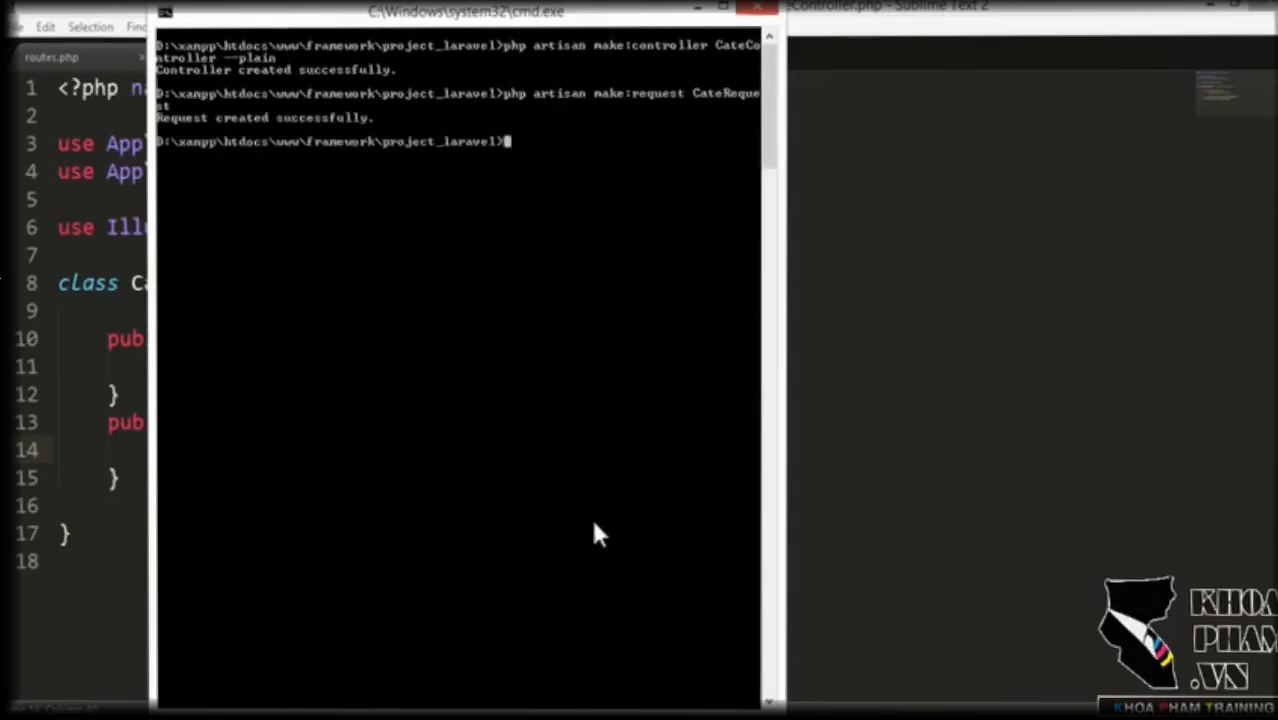 C:\Windows\system32\cmd.exe
eController.php - Sublime Text 2
Edit Selection Find
routes.php
D:\xampp\htdocs\www\framework\project_laravel>php artisan make:controller CateCo
ntroller --plain
Controller created successfully.
D:\xampp\htdocs\www\framework\project_laravel>php artisan make:request CateReque
st
Request created successfully.
D:\xampp\htdocs\www\framework\project_laravel>
1 <?php na
2
3 use App
4 use App
5
6 use Ill
7
8 class Ca
9
10 pub
11
12 }
13 pub
14
15 }
16
17 }
18
KHOA
PHAM
.VN
KHOA PHAM TRAINING